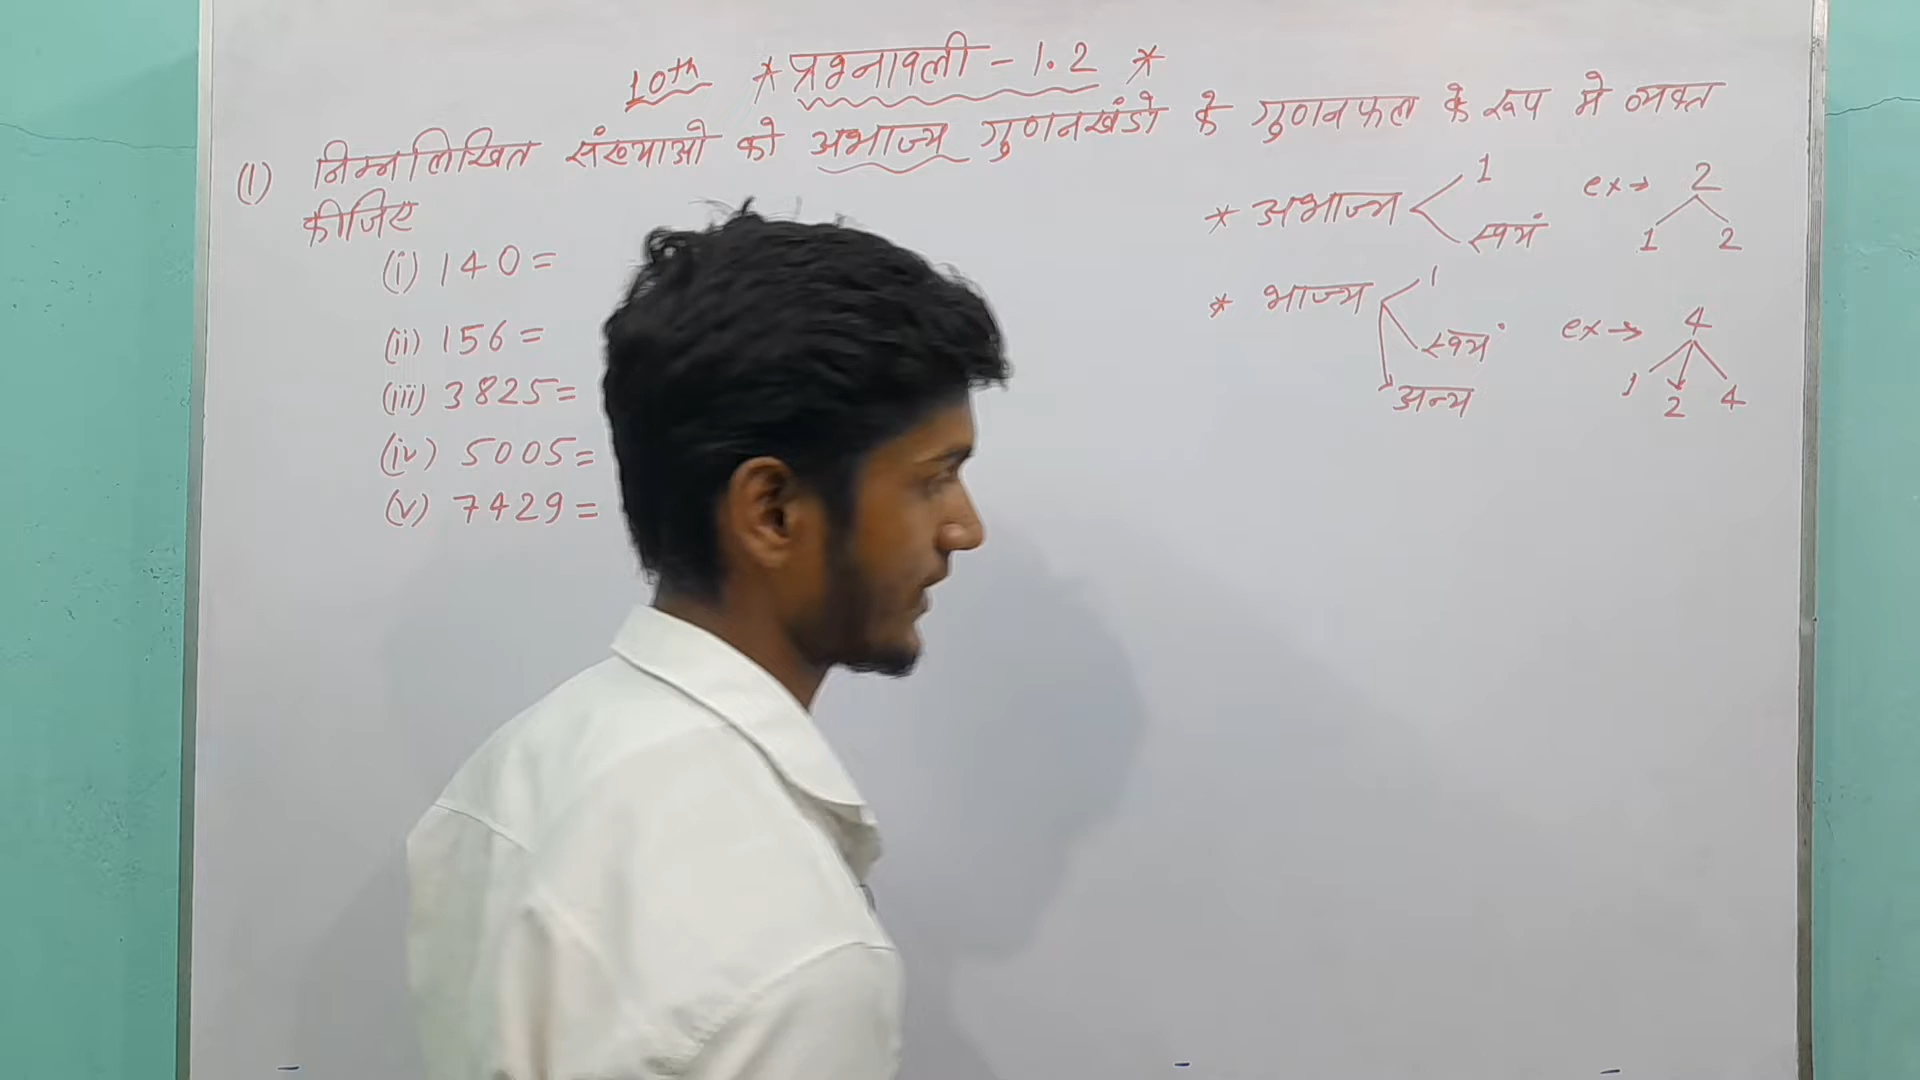 10th * प्रश्नावली - 1.2 *
(1) निम्नलिखित संख्याओ को अभाज्य गुणनखंडो के गुणनफल के रूप मे व्यक्त
कीजिए
(i) 140 =
(ii) 156 =
(iii) 3825 =
(iv) 5005 =
(v) 7429 =
* अभाज्य 1
स्वयं
ex → 2
1 2
* भाज्य 1
स्वयं
अन्य
ex → 4
1 2 4